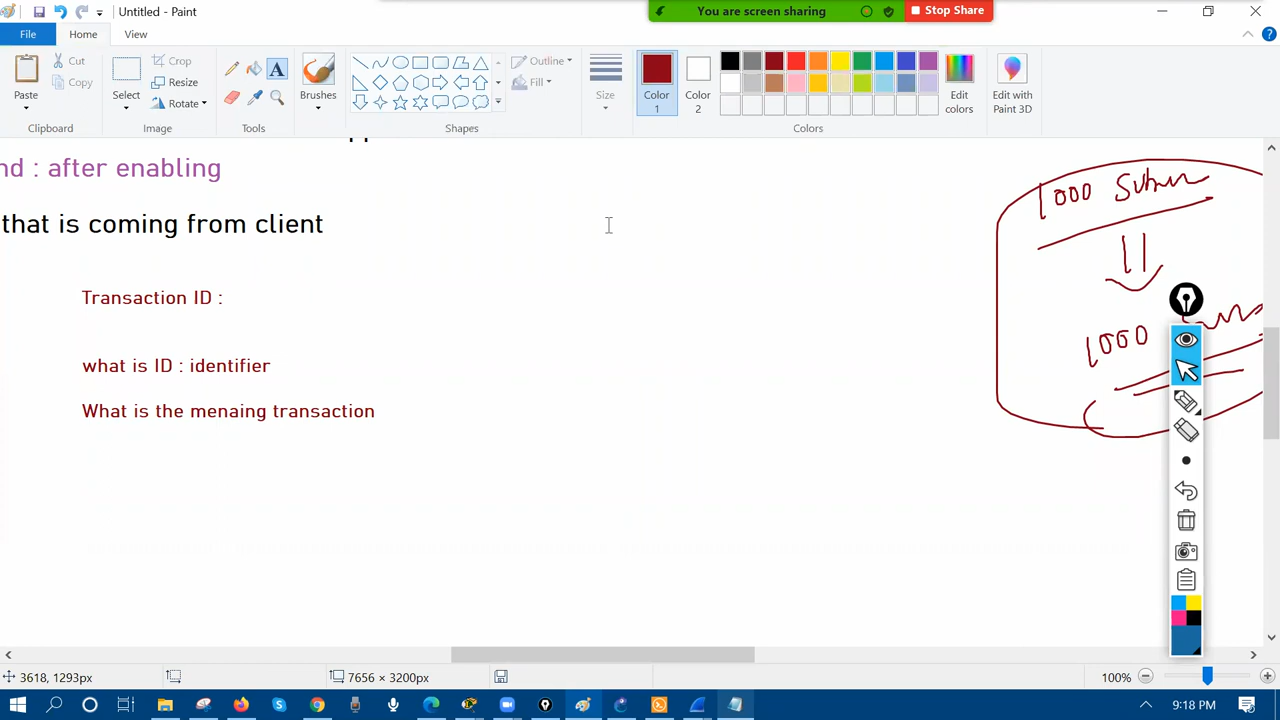 Untitled - Paint
You are screen sharing
Stop Share
File
Home
View
Paste
Cut
Copy
Clipboard
Select
Crop
Resize
Rotate
Image
Tools
Brushes
Shapes
Outline
Fill
Size
Color 1
Color 2
Edit colors
Colors
Edit with Paint 3D
nd : after enabling
that is coming from client
Transaction ID :
what is ID : identifier
What is the menaing transaction
1000
1000
3618, 1293px
7656 × 3200px
100%
9:18 PM